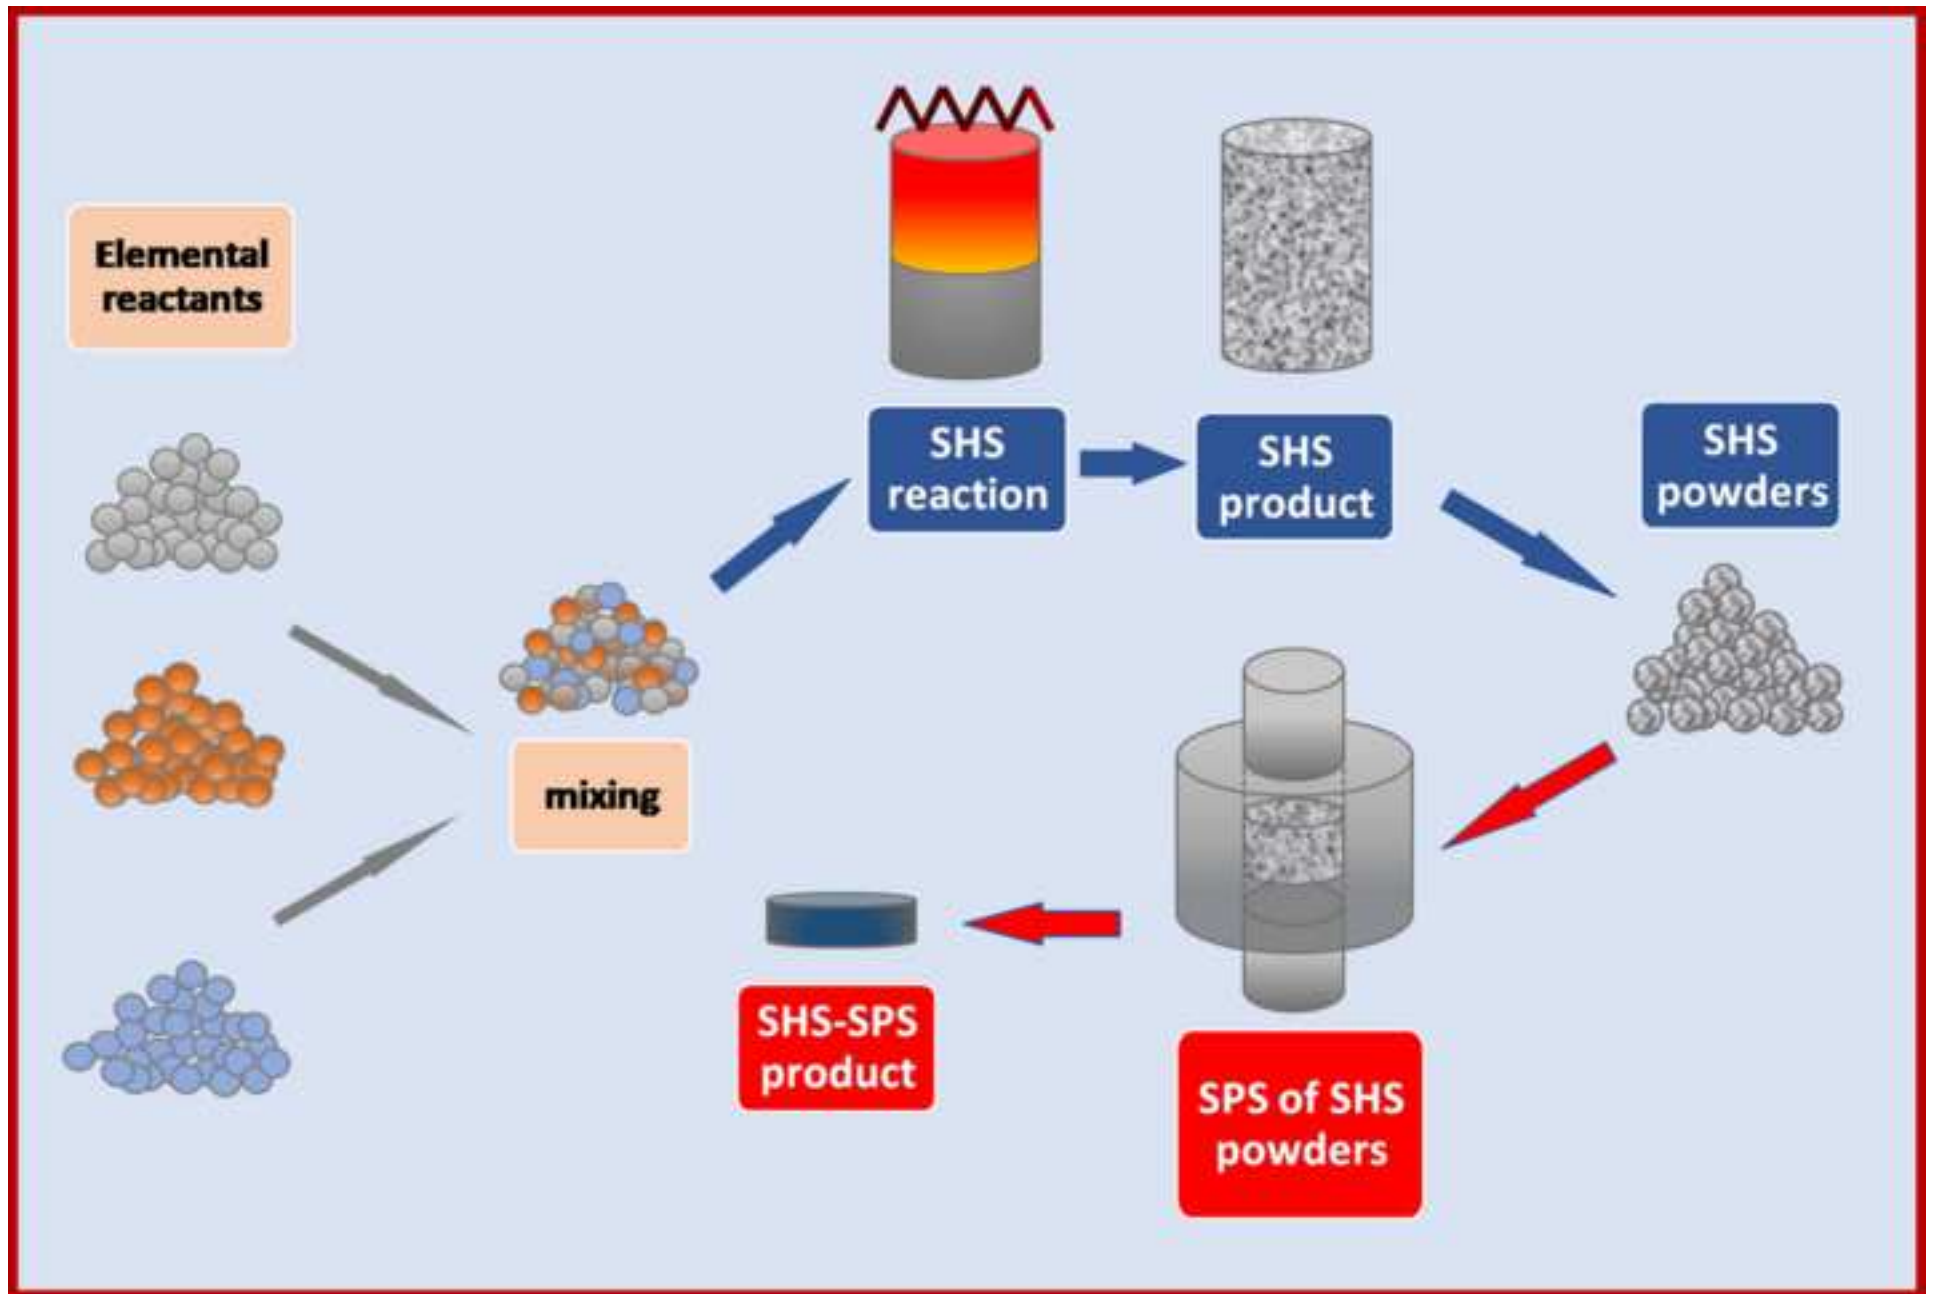 Elemental
reactants
mixing
SHS
reaction
SHS
product
SHS
powders
SPS of SHS
powders
SHS-SPS
product